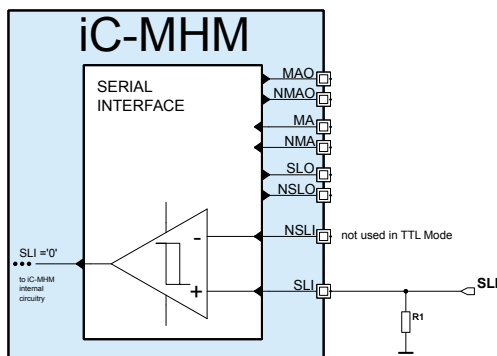 iC-MHM
SERIAL
INTERFACE
MAO
NMAO
MA
NMA
SLO
NSLO
NSLI
not used in TTL Mode
-
SLI ='0'
to iC-MHM
internal
circuitry
+
SLI
SLI
R1